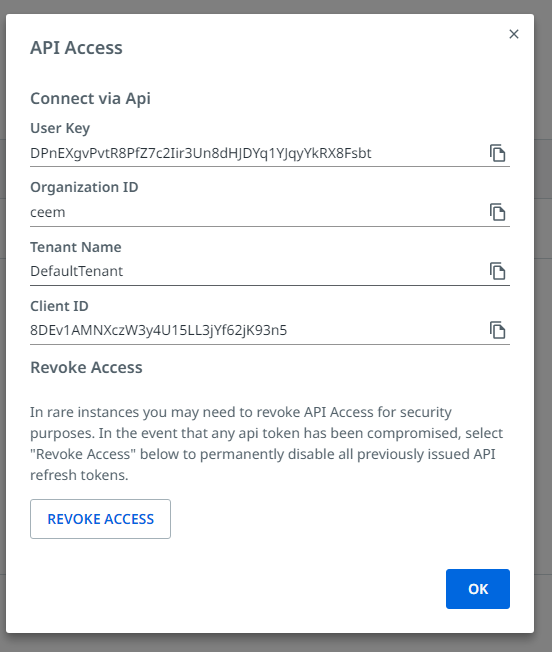 API Access
Connect via Api
User Key
DPnEXgvPvtR8PfZ7c2Iir3Un8dHJDYq1YJqyYkRX8Fsbt
Organization ID
ceem
Tenant Name
DefaultTenant
Client ID
8DEv1AMNXczW3y4U15LL3jYf62jK93n5
Revoke Access
In rare instances you may need to revoke API Access for security
purposes. In the event that any api token has been compromised, select
"Revoke Access" below to permanently disable all previously issued API
refresh tokens.
REVOKE ACCESS
OK